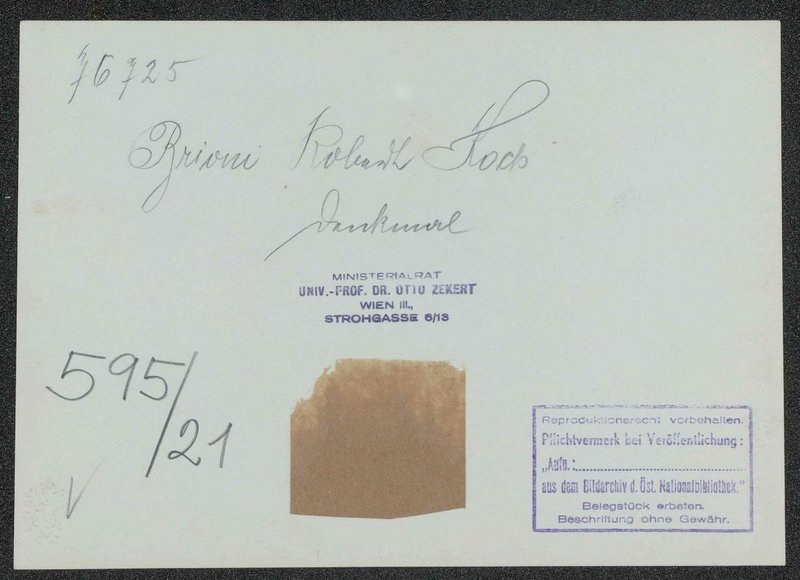 76725
Brioni Robert Koch
Denkmal
MINISTERIALRAT
UNIV.-PROF. DR. OTTO ZEKERT
WIEN III.,
STROHGASSE 6/13
595/21
Reproduktionsrecht vorbehalten.
Pflichtvermerk bei Veröffentlichung:
„Aufn.:
aus dem Bildarchiv d. Öst. Nationalbibliothek."
Belegstück erbeten.
Beschriftung ohne Gewähr.